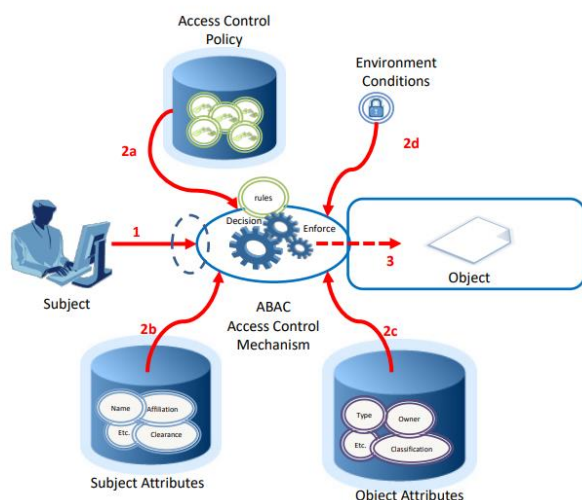 Access Control
Policy
Environment
Conditions
2a
2d
rules
Decision
Enforce
1
3
Subject
Object
ABAC
Access Control
Mechanism
2b
2c
Name
Affiliation
Etc.
Clearance
Type
Owner
Etc.
Classification
Subject Attributes
Object Attributes